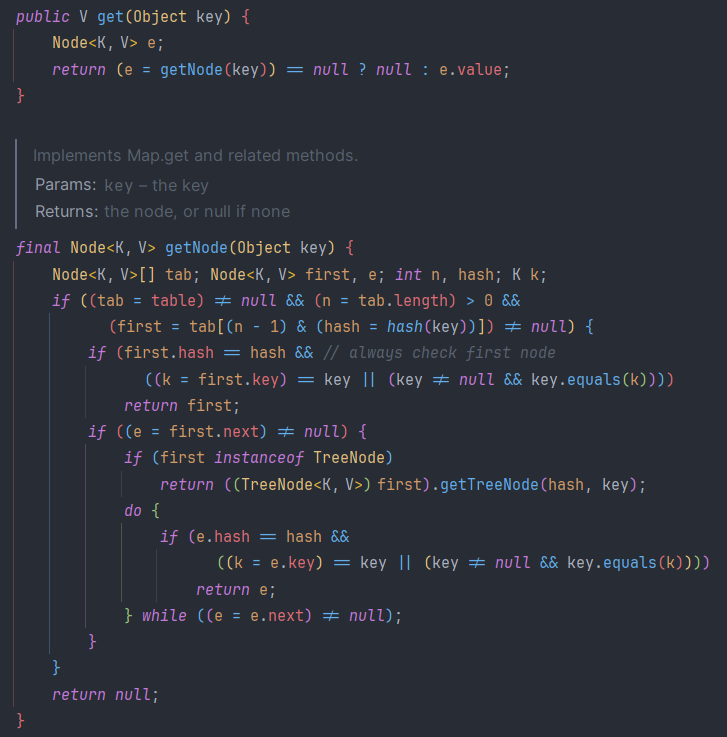 public V get(Object key) {
Node<K, V> e;
return (e = getNode(key)) == null ? null : e.value;
}
Implements Map.get and related methods.
Params: key – the key
Returns: the node, or null if none
final Node<K, V> getNode(Object key) {
Node<K, V>[] tab; Node<K, V> first, e; int n, hash; K k;
if ((tab = table) != null && (n = tab.length) > 0 &&
(first = tab[(n - 1) & (hash = hash(key))]) != null) {
if (first.hash == hash && // always check first node
((k = first.key) == key || (key != null && key.equals(k))))
return first;
if ((e = first.next) != null) {
if (first instanceof TreeNode)
return ((TreeNode<K, V>) first).getTreeNode(hash, key);
do {
if (e.hash == hash &&
((k = e.key) == key || (key != null && key.equals(k))))
return e;
} while ((e = e.next) != null);
}
}
return null;
}